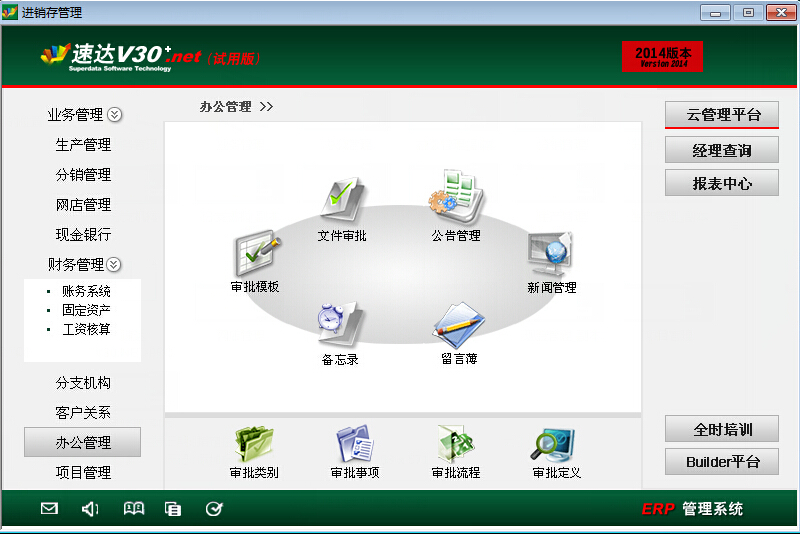 进销存管理
速达V30+.net (试用版)
Superdata Software Technology
2014版本
Version 2014
业务管理
生产管理
分销管理
网店管理
现金银行
财务管理
账务系统
固定资产
工资核算
分支机构
客户关系
办公管理
项目管理
办公管理 >>
文件审批
公告管理
审批模板
新闻管理
备忘录
留言薄
审批类别
审批事项
审批流程
审批定义
云管理平台
经理查询
报表中心
全时培训
Builder平台
ERP 管理系统